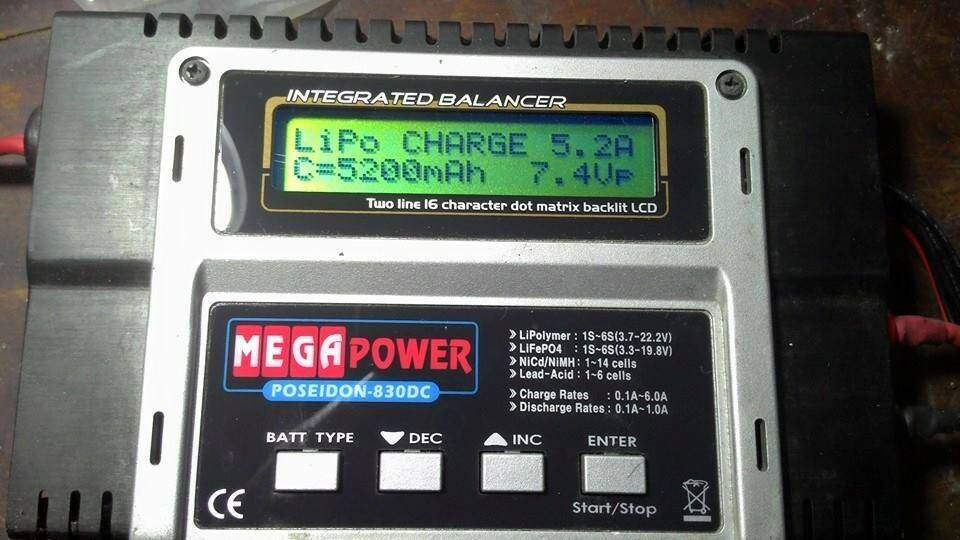 INTEGRATED BALANCER
LiPo CHARGE 5.2A
C=5200mAh 7.4Vp
Two line 16 character dot matrix backlit LCD
MEGAPOWER
POSEIDON-830DC
» LiPolymer : 1S~6S(3.7~22.2V)
» LiFePO4 : 1S~6S(3.3~19.8V)
» NiCd/NiMH : 1~14 cells
» Lead-Acid : 1~6 cells
» Charge Rates : 0.1A~6.0A
» Discharge Rates : 0.1A~1.0A
BATT TYPE ▼ DEC ▲ INC ENTER
Start/Stop
CE